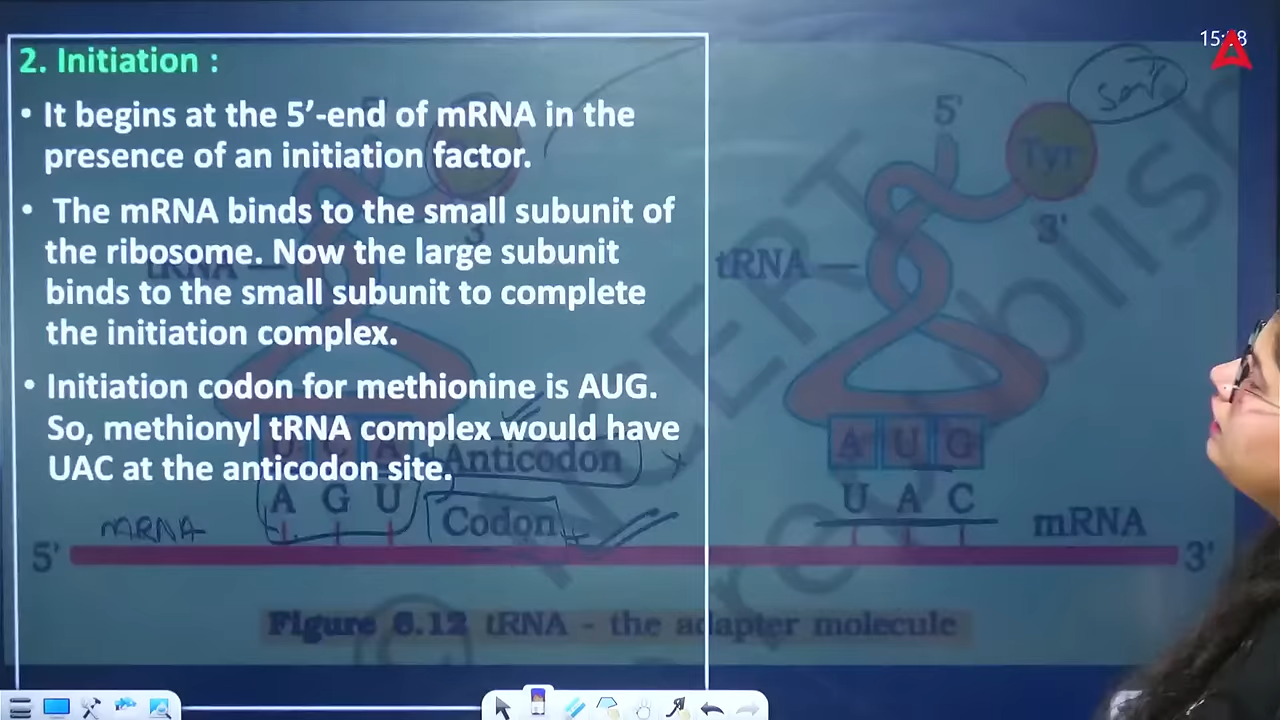 15:18
2. Initiation :
• It begins at the 5’-end of mRNA in the
presence of an initiation factor.
• The mRNA binds to the small subunit of
the ribosome. Now the large subunit
binds to the small subunit to complete
the initiation complex.
• Initiation codon for methionine is AUG.
So, methionyl tRNA complex would have
UAC at the anticodon site.
5'
Tyr
3'
tRNA
tRNA
3'
U C A
Anticodon
A U G
A G U
Codon
U A C
mRNA
mRNA
5'
3'
Figure 6.12 tRNA - the adapter molecule
© NCERT